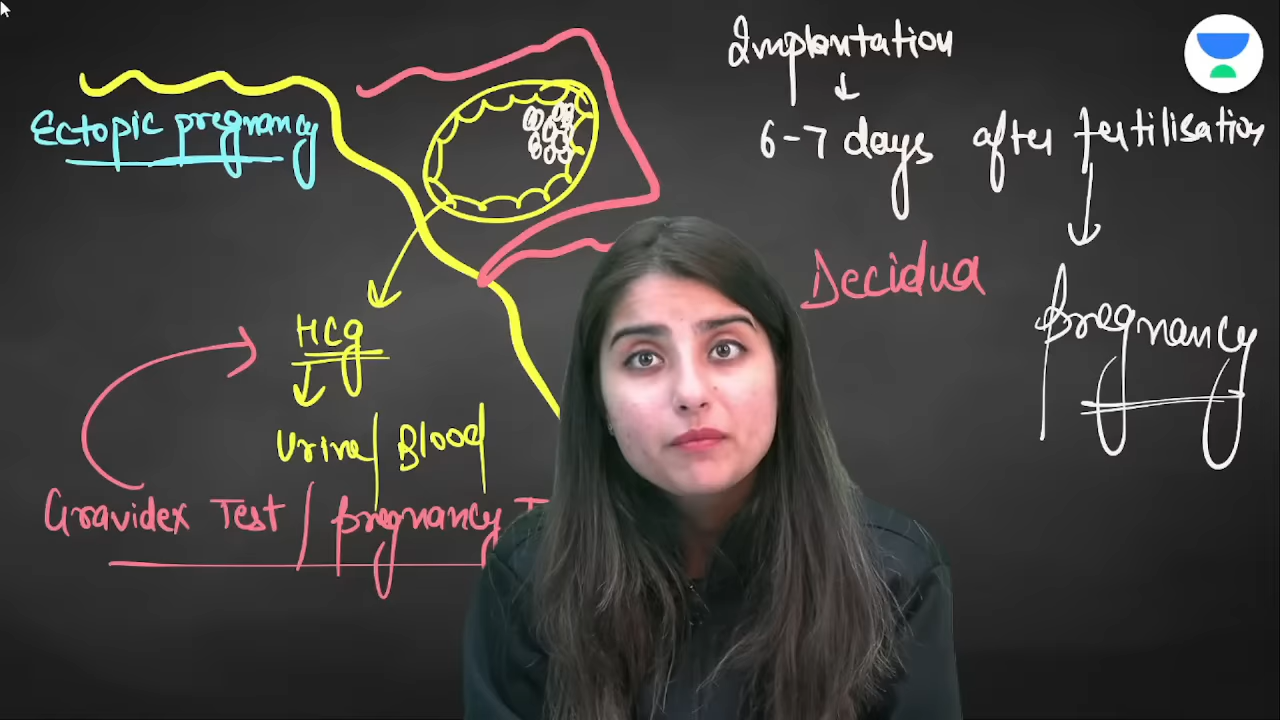 Implantation
Ectopic pregnancy
6-7 days after fertilisation
Decidua
pregnancy
HCg
Urine/Blood
Gravidex Test / pregnancy T